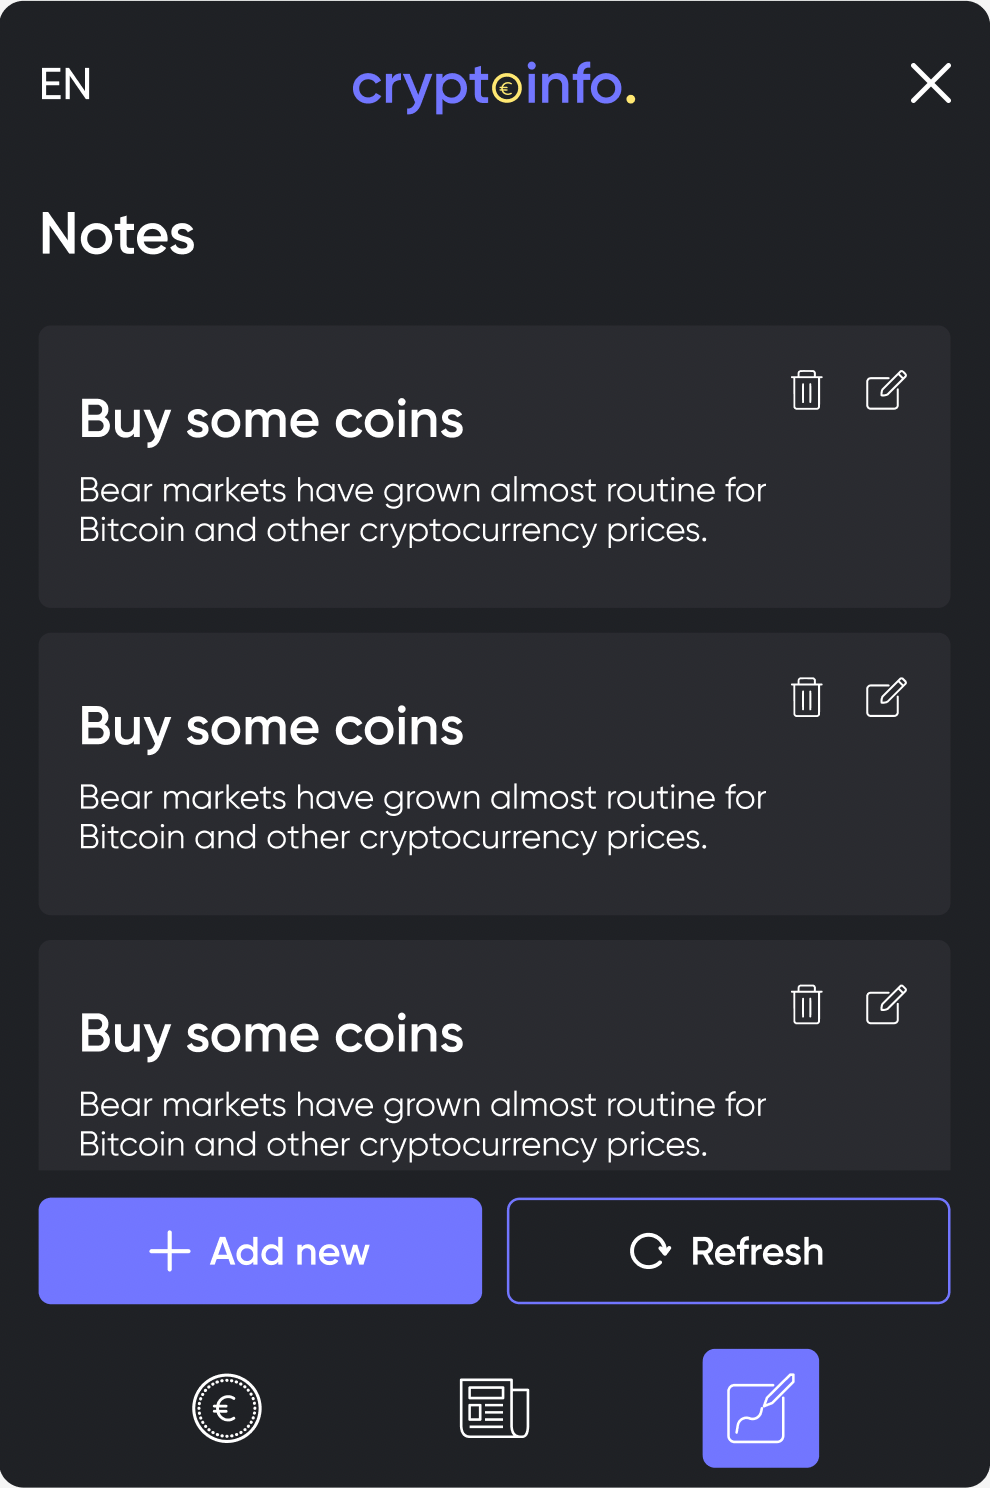 EN
cryptoinfo.
Notes
Buy some coins
Bear markets have grown almost routine for
Bitcoin and other cryptocurrency prices.
Buy some coins
Bear markets have grown almost routine for
Bitcoin and other cryptocurrency prices.
Buy some coins
Bear markets have grown almost routine for
Bitcoin and other cryptocurrency prices.
Add new
Refresh
€